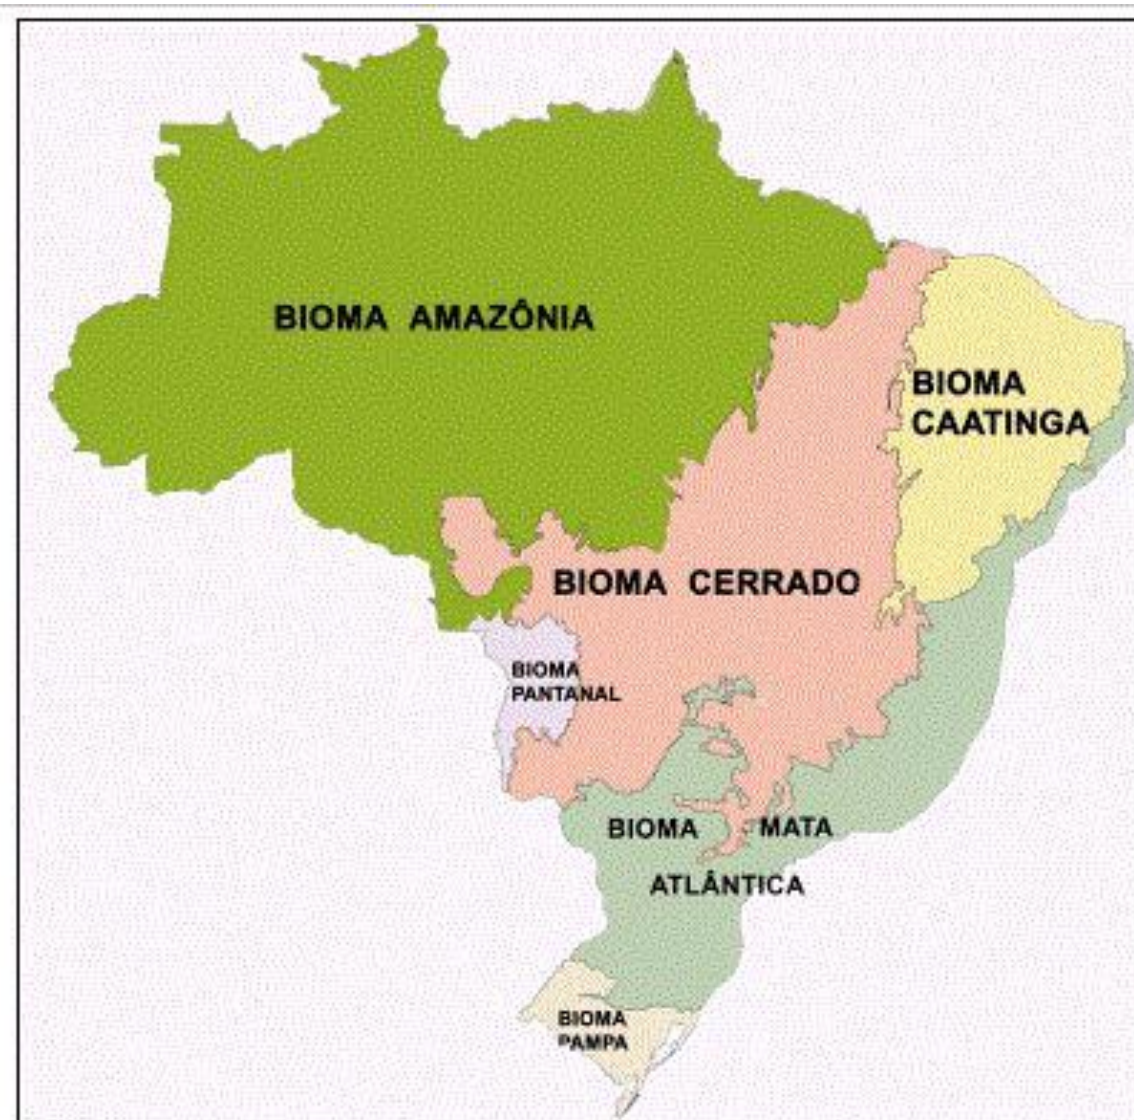 BIOMA AMAZÔNIA
BIOMA
CAATINGA
BIOMA CERRADO
BIOMA
PANTANAL
BIOMA MATA
ATLÂNTICA
BIOMA
PAMPA